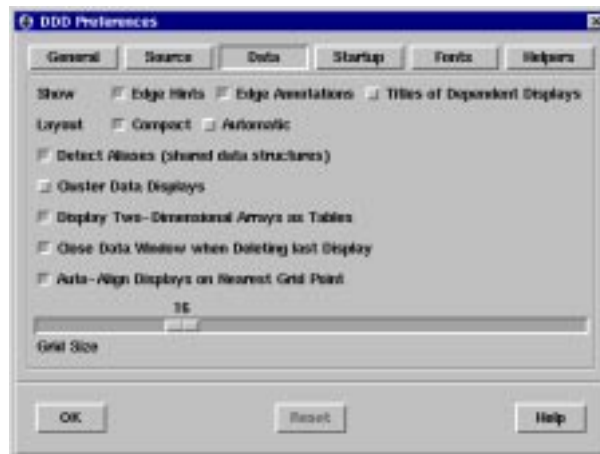 DDD Preferences
General Source Data Startup Fonts Helpers
Show Edge Hints Edge Annotations Titles of Dependent Displays
Layout Compact Automatic
Detect Aliases (shared data structures)
Cluster Data Displays
Display Two-Dimensional Arrays as Tables
Close Data Window when Deleting last Display
Auto-Align Displays on Nearest Grid Point
16
Grid Size
OK Reset Help